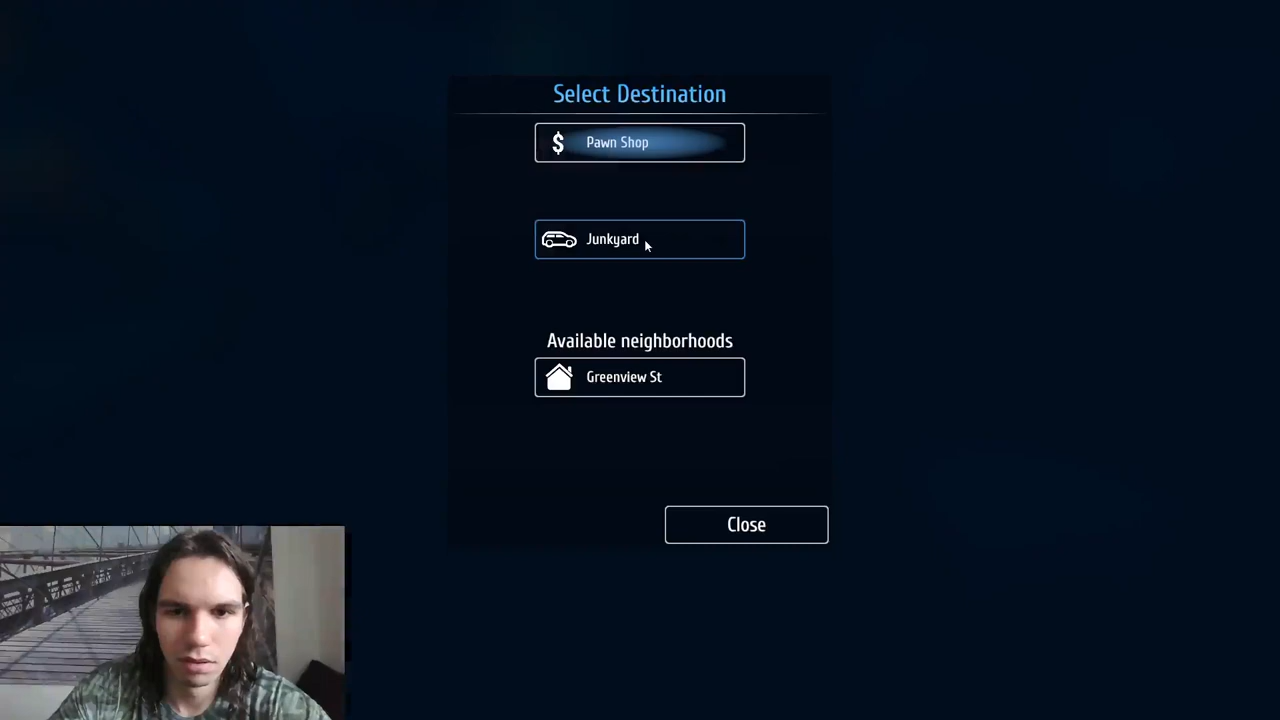 Select Destination
$ Pawn Shop
Junkyard
Available neighborhoods
Greenview St
Close